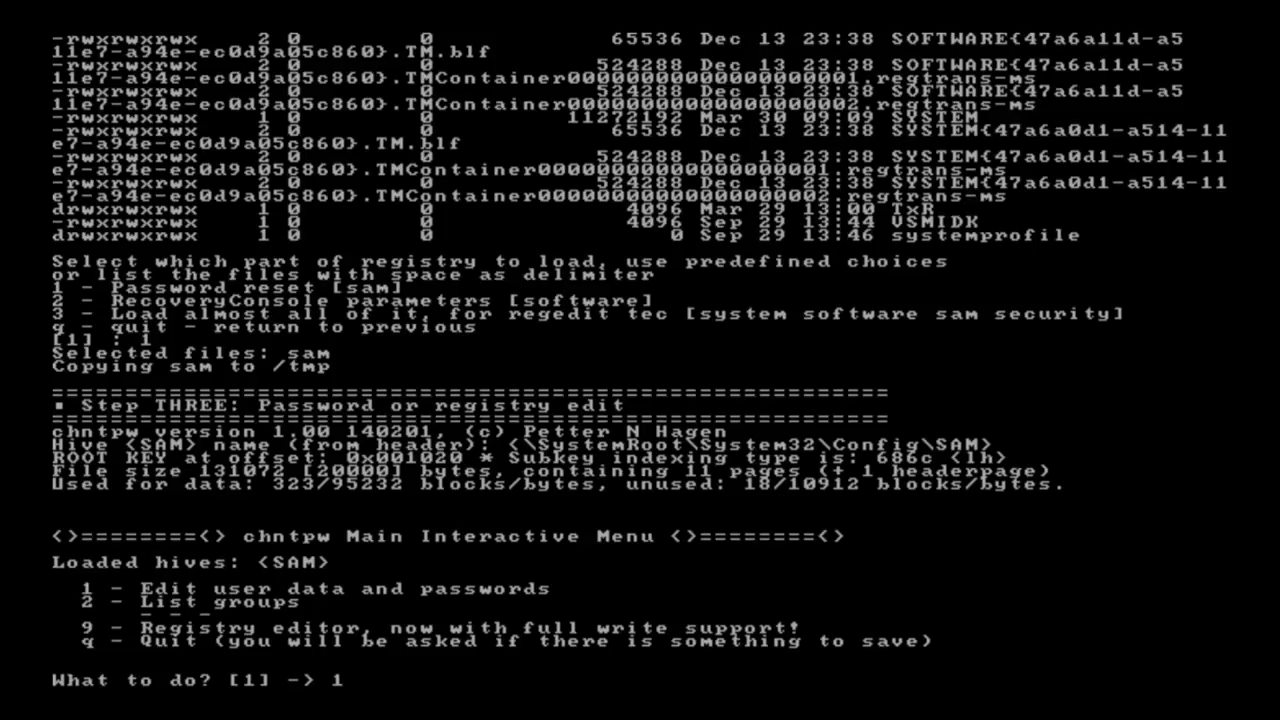 -rwxrwxrwx    2 0        0           65536 Dec 13 23:38 SOFTWARE{47a6a11d-a5
11e7-a94e-ec0d9a05c860}.TM.blf
-rwxrwxrwx    2 0        0          524288 Dec 13 23:38 SOFTWARE{47a6a11d-a5
11e7-a94e-ec0d9a05c860}.TMContainer00000000000000000001.regtrans-ms
-rwxrwxrwx    2 0        0          524288 Dec 13 23:38 SOFTWARE{47a6a11d-a5
11e7-a94e-ec0d9a05c860}.TMContainer00000000000000000002.regtrans-ms
-rwxrwxrwx    1 0        0        11272192 Mar 30 09:09 SYSTEM
-rwxrwxrwx    2 0        0           65536 Dec 13 23:38 SYSTEM{47a6a0d1-a514-11
e7-a94e-ec0d9a05c860}.TM.blf
-rwxrwxrwx    2 0        0          524288 Dec 13 23:38 SYSTEM{47a6a0d1-a514-11
e7-a94e-ec0d9a05c860}.TMContainer00000000000000000001.regtrans-ms
-rwxrwxrwx    2 0        0          524288 Dec 13 23:38 SYSTEM{47a6a0d1-a514-11
e7-a94e-ec0d9a05c860}.TMContainer00000000000000000002.regtrans-ms
drwxrwxrwx    1 0        0            4096 Mar 29 13:00 TxR
-rwxrwxrwx    1 0        0            4096 Sep 29 13:44 VSMIDK
drwxrwxrwx    1 0        0               0 Sep 29 13:46 systemprofile
Select which part of registry to load, use predefined choices
or list the files with space as delimiter
1 - Password reset [sam]
2 - RecoveryConsole parameters [software]
3 - Load almost all of it, for regedit tec [system software sam security]
q - quit - return to previous
[1] : 1
Selected files: sam
Copying sam to /tmp
=========================================================
▪ Step THREE: Password or registry edit
=========================================================
chntpw version 1.00 140201, (c) Petter N Hagen
Hive <SAM> name (from header): <\SystemRoot\System32\Config\SAM>
ROOT KEY at offset: 0x001020 * Subkey indexing type is: 686c <lh>
File size 131072 [20000] bytes, containing 11 pages (+ 1 headerpage)
Used for data: 323/95232 blocks/bytes, unused: 18/10912 blocks/bytes.
<>========<> chntpw Main Interactive Menu <>========<>
Loaded hives: <SAM>
1 - Edit user data and passwords
2 - List groups
- - -
9 - Registry editor, now with full write support!
q - Quit (you will be asked if there is something to save)
What to do? [1] -> 1